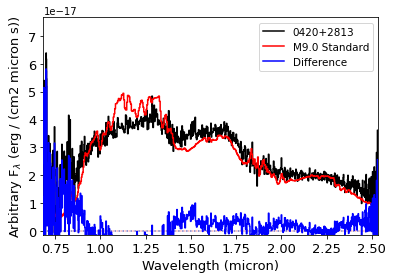 1e−17
0420+2813
M9.0 Standard
Difference
Arbitrary Fλ (erg / (cm2 micron s))
7
6
5
4
3
2
1
0
0.75 1.00 1.25 1.50 1.75 2.00 2.25 2.50
Wavelength (micron)